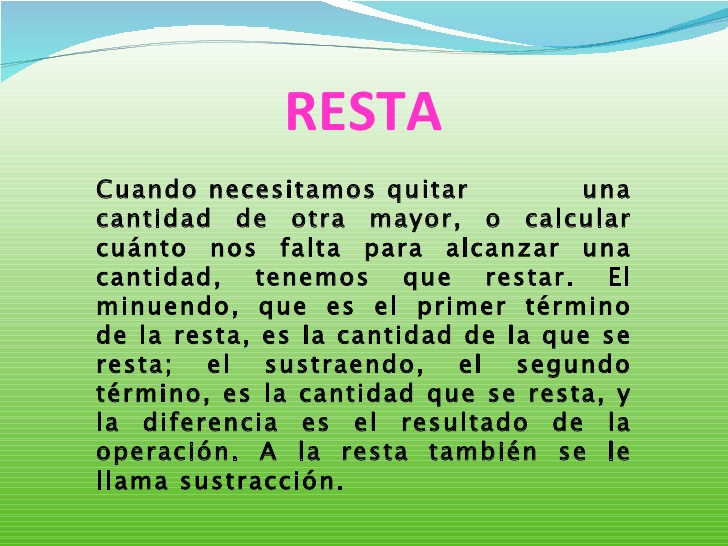 RESTA
Cuando necesitamos quitar una
cantidad de otra mayor, o calcular
cuánto nos falta para alcanzar una
cantidad, tenemos que restar. El
minuendo, que es el primer término
de la resta, es la cantidad de la que se
resta; el sustraendo, el segundo
término, es la cantidad que se resta, y
la diferencia es el resultado de la
operación. A la resta también se le
llama sustracción.